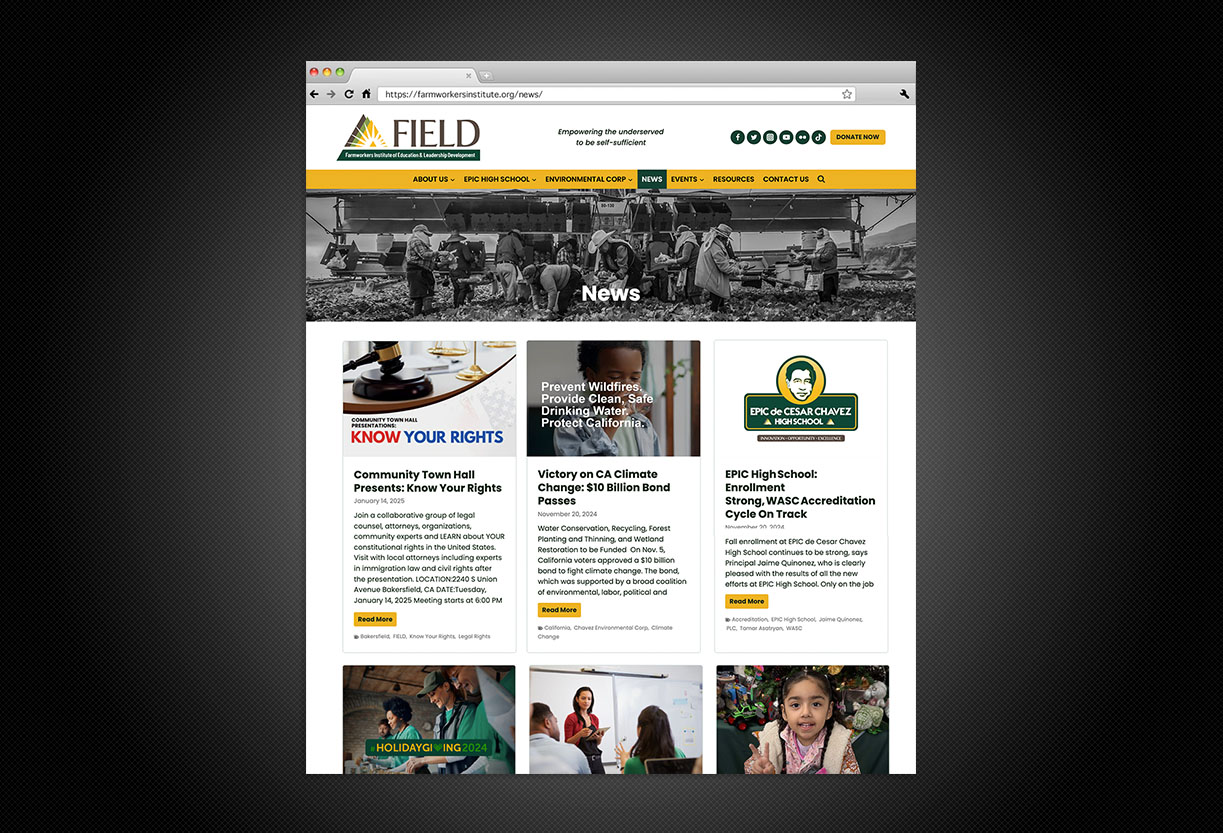 https://farmworkersinstitute.org/news/
FIELD
Farmworkers Institute of Education & Leadership Development
Empowering the underserved
to be self-sufficient
DONATE NOW
ABOUT US EPIC HIGH SCHOOL ENVIRONMENTAL CORP NEWS EVENTS RESOURCES CONTACT US
50-130
News
COMMUNITY TOWN HALL
PRESENTATIONS:
KNOW YOUR RIGHTS
Community Town Hall
Presents: Know Your Rights
January 14, 2025
Join a collaborative group of legal
counsel, attorneys, organizations,
community experts and LEARN about YOUR
constitutional rights in the United States.
Visit with local attorneys including experts
in immigration law and civil rights after
the presentation. LOCATION:2240 S Union
Avenue Bakersfield, CA DATE:Tuesday,
January 14, 2025 Meeting starts at 6:00 PM
Read More
Bakersfield, FIELD, Know Your Rights, Legal Rights
Prevent Wildfires.
Provide Clean, Safe
Drinking Water.
Protect California.
Victory on CA Climate
Change: $10 Billion Bond
Passes
November 20, 2024
Water Conservation, Recycling, Forest
Planting and Thinning, and Wetland
Restoration to be Funded On Nov. 5,
California voters approved a $10 billion
bond to fight climate change. The bond,
which was supported by a broad coalition
of environmental, labor, political and
Read More
California, Chavez Environmental Corp, Climate
Change
EPIC de CESAR CHAVEZ
HIGH SCHOOL
INNOVATION • OPPORTUNITY • EXCELLENCE
EPIC High School:
Enrollment
Strong, WASC Accreditation
Cycle On Track
November 20, 2024
Fall enrollment at EPIC de Cesar Chavez
High School continues to be strong, says
Principal Jaime Quinonez, who is clearly
pleased with the results of all the new
efforts at EPIC High School. Only on the job
Read More
Accreditation, EPIC High School, Jaime Quinonez,
PLC, Tamar Asatryan, WASC
#HOLIDAYGIVING2024